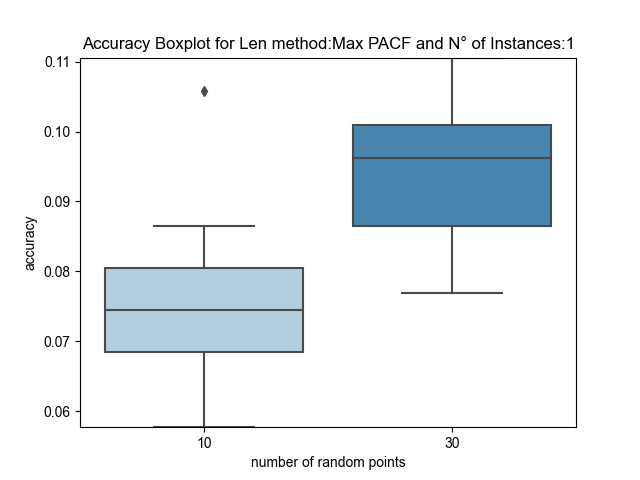 Accuracy Boxplot for Len method:Max PACF and N° of Instances:1
0.11
0.10
0.09
0.08
0.07
0.06
accuracy
10 30
number of random points